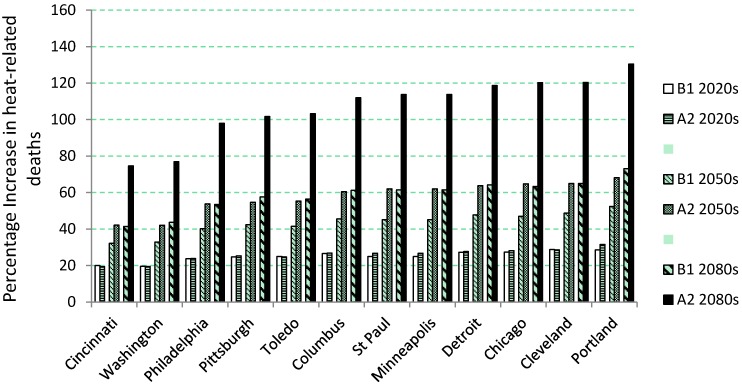 Percentage Increase in heat-related
deaths
160
140
120
100
80
60
40
20
0
Cincinnati
Washington
Philadelphia
Pittsburgh
Toledo
Columbus
St Paul
Minneapolis
Detroit
Chicago
Cleveland
Portland
B1 2020s
A2 2020s
B1 2050s
A2 2050s
B1 2080s
A2 2080s